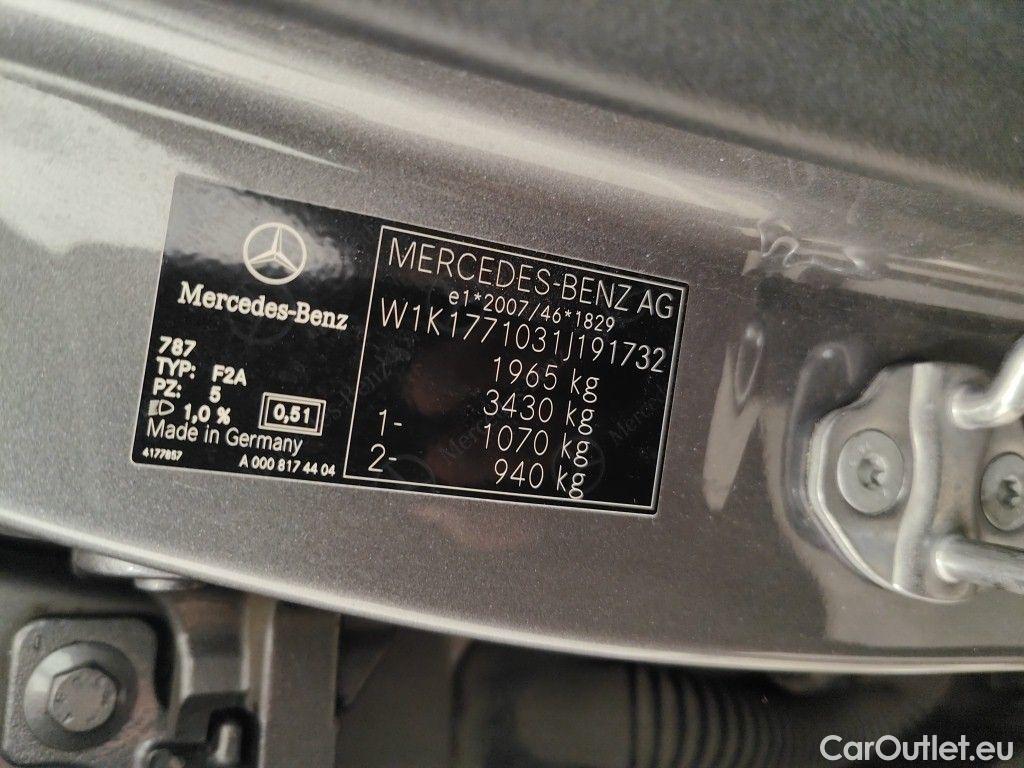 Mercedes-Benz
787
TYP: F2A
PZ: 5
1,0 % 0,51
Made in Germany
4177857 A 000 817 44 04
MERCEDES-BENZ AG
e1*2007/46*1829
W1K1771031J191732
1965 kg
3430 kg
1- 1070 kg
2- 940 kg
CarOutlet.eu